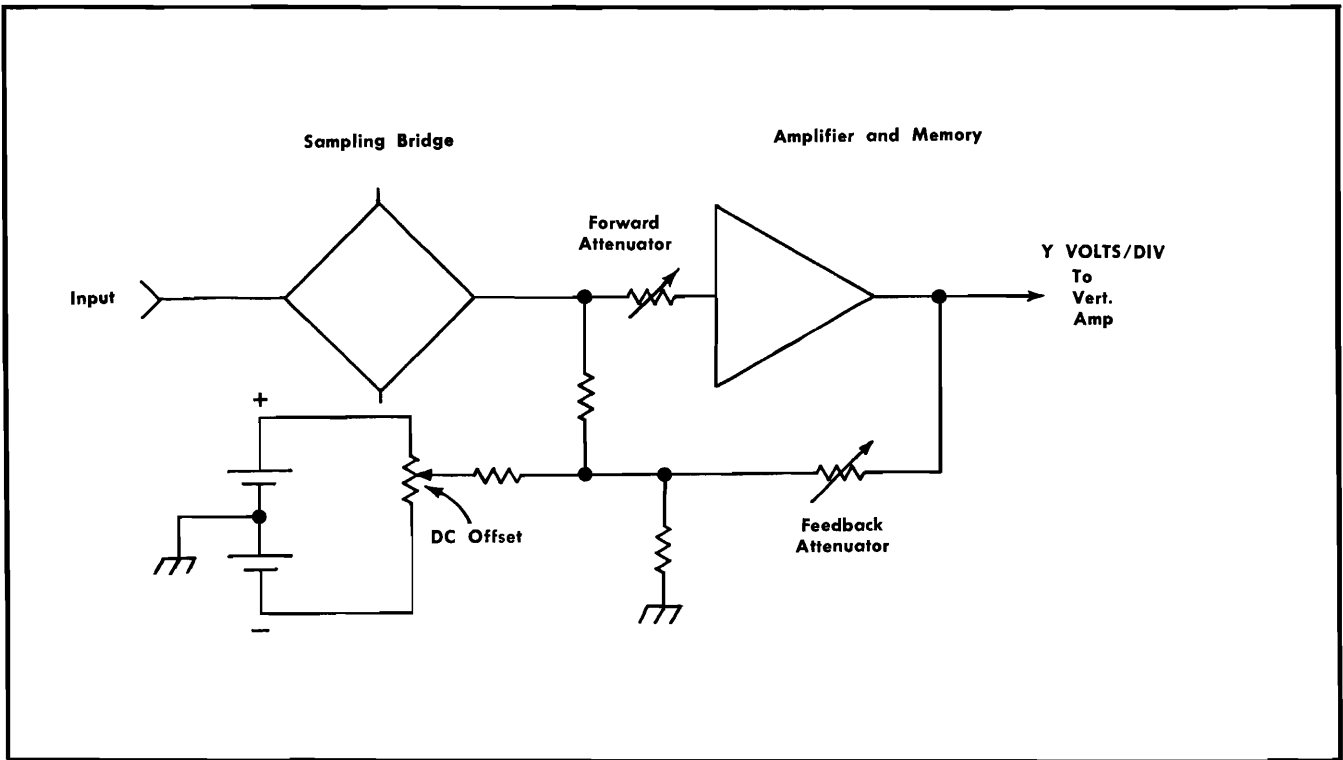 Sampling Bridge
Amplifier and Memory
Forward
Attenuator
Y VOLTS/DIV
To
Vert.
Amp
Input
+
DC Offset
Feedback
Attenuator
−